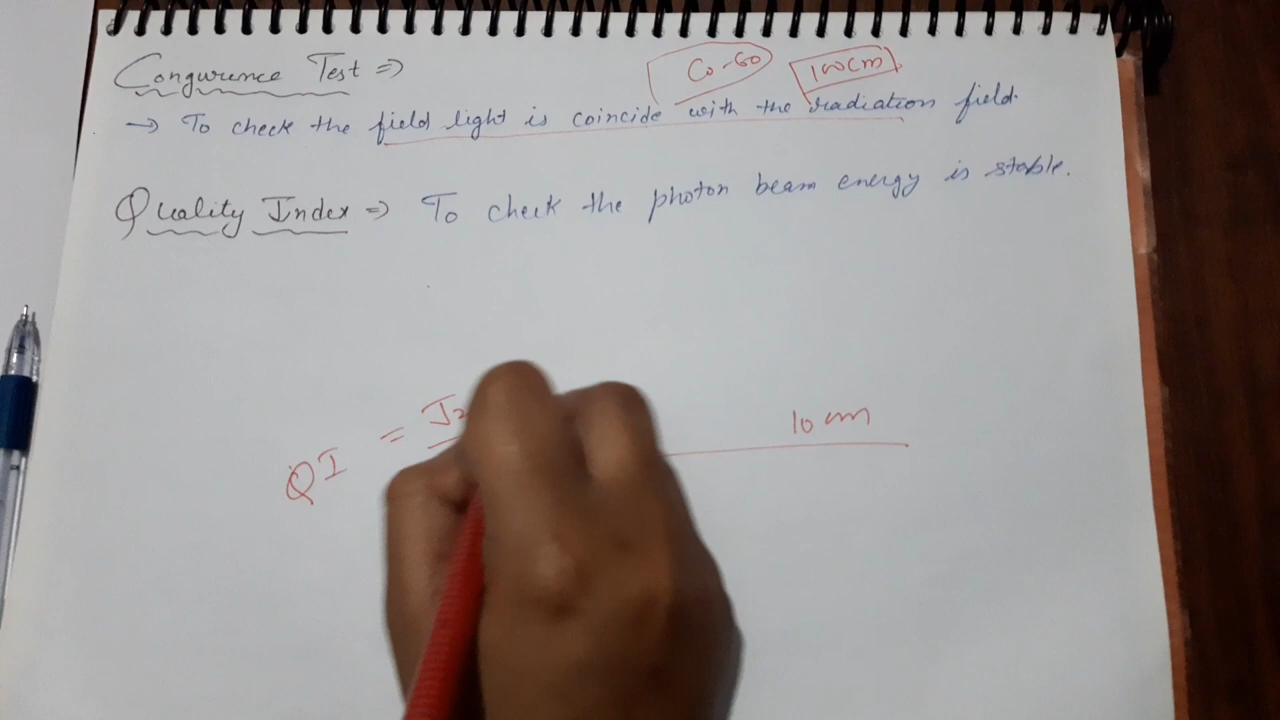 Congurence Test =>
Co-60
100cm
→ To check the field light is coincide with the radiation field.
Quality Index => To check the photon beam energy is stable.
10 cm
QI =